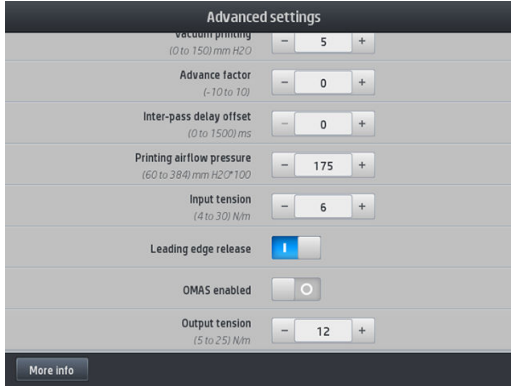 Advanced settings
Vacuum printing
(0 to 150) mm H2O
5
Advance factor
(-10 to 10)
0
Inter-pass delay offset
(0 to 1500) ms
0
Printing airflow pressure
(60 to 384) mm H2O*100
175
Input tension
(4 to 30) N/m
6
Leading edge release
OMAS enabled
Output tension
(5 to 25) N/m
12
More info